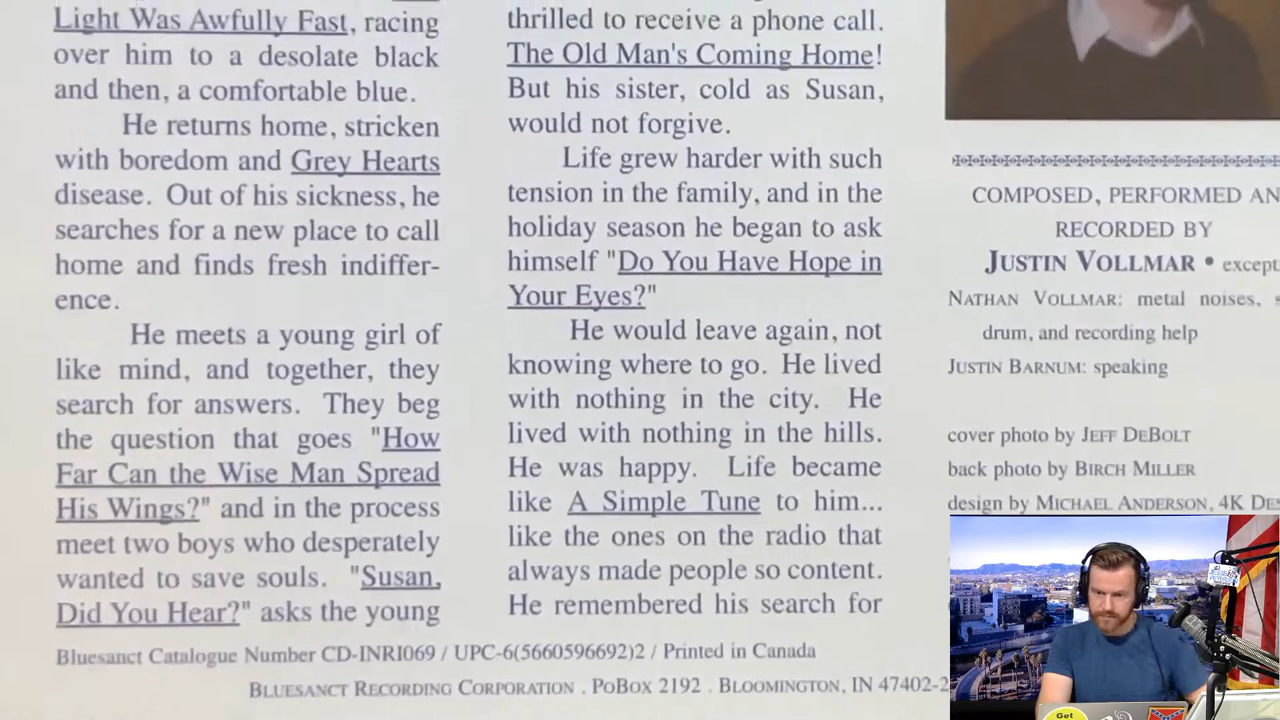 Light Was Awfully Fast, racing
over him to a desolate black
and then, a comfortable blue.
He returns home, stricken
with boredom and Grey Hearts
disease. Out of his sickness, he
searches for a new place to call
home and finds fresh indiffer-
ence.
He meets a young girl of
like mind, and together, they
search for answers. They beg
the question that goes "How
Far Can the Wise Man Spread
His Wings?" and in the process
meet two boys who desperately
wanted to save souls. "Susan,
Did You Hear?" asks the young
thrilled to receive a phone call.
The Old Man's Coming Home!
But his sister, cold as Susan,
would not forgive.
Life grew harder with such
tension in the family, and in the
holiday season he began to ask
himself "Do You Have Hope in
Your Eyes?"
He would leave again, not
knowing where to go. He lived
with nothing in the city. He
lived with nothing in the hills.
He was happy. Life became
like A Simple Tune to him...
like the ones on the radio that
always made people so content.
He remembered his search for
COMPOSED, PERFORMED AN
RECORDED BY
JUSTIN VOLLMAR • except
NATHAN VOLLMAR: metal noises,
drum, and recording help
JUSTIN BARNUM: speaking
cover photo by JEFF DEBOLT
back photo by BIRCH MILLER
design by MICHAEL ANDERSON, 4K DES
Bluesanct Catalogue Number CD-INRI069 / UPC-6(5660596692)2 / Printed in Canada
BLUESANCT RECORDING CORPORATION . POBOX 2192 . BLOOMINGTON, IN 47402-2
Get